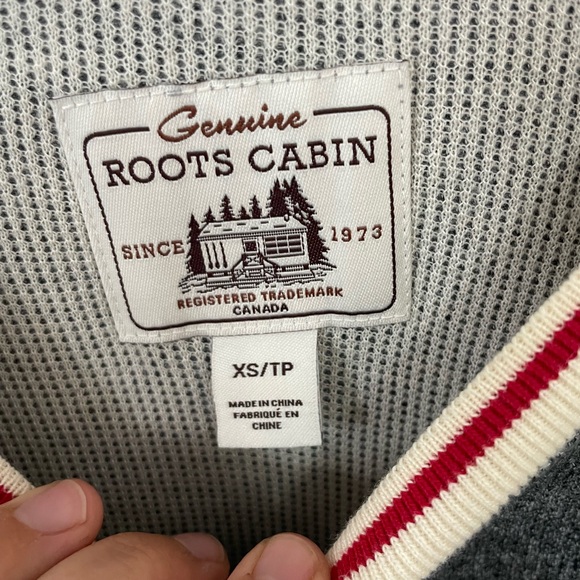 Genuine
ROOTS CABIN
SINCE 1973
REGISTERED TRADEMARK
CANADA
XS/TP
MADE IN CHINA
FABRIQUÉ EN
CHINE